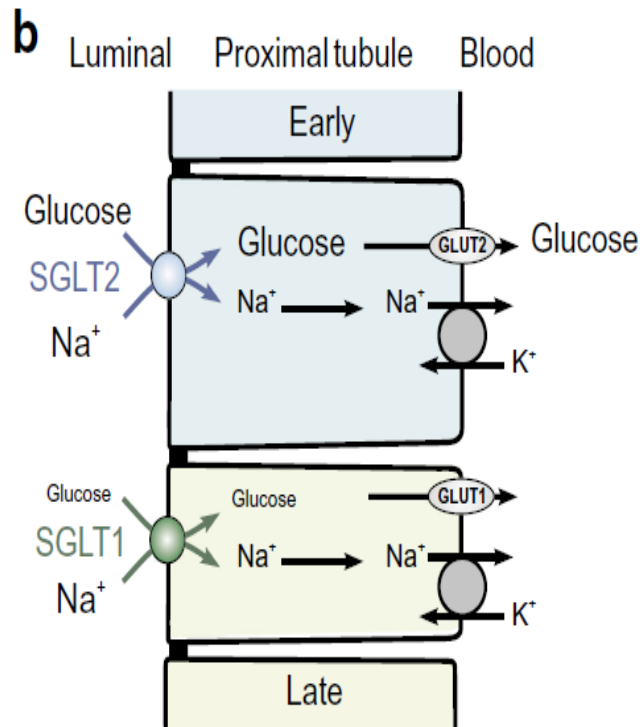 b
Luminal Proximal tubule Blood
Early
Glucose
Glucose
GLUT2
Glucose
SGLT2
Na⁺
Na⁺
Na⁺
K⁺
Glucose
Glucose
GLUT1
SGLT1
Na⁺
Na⁺
Na⁺
K⁺
Late